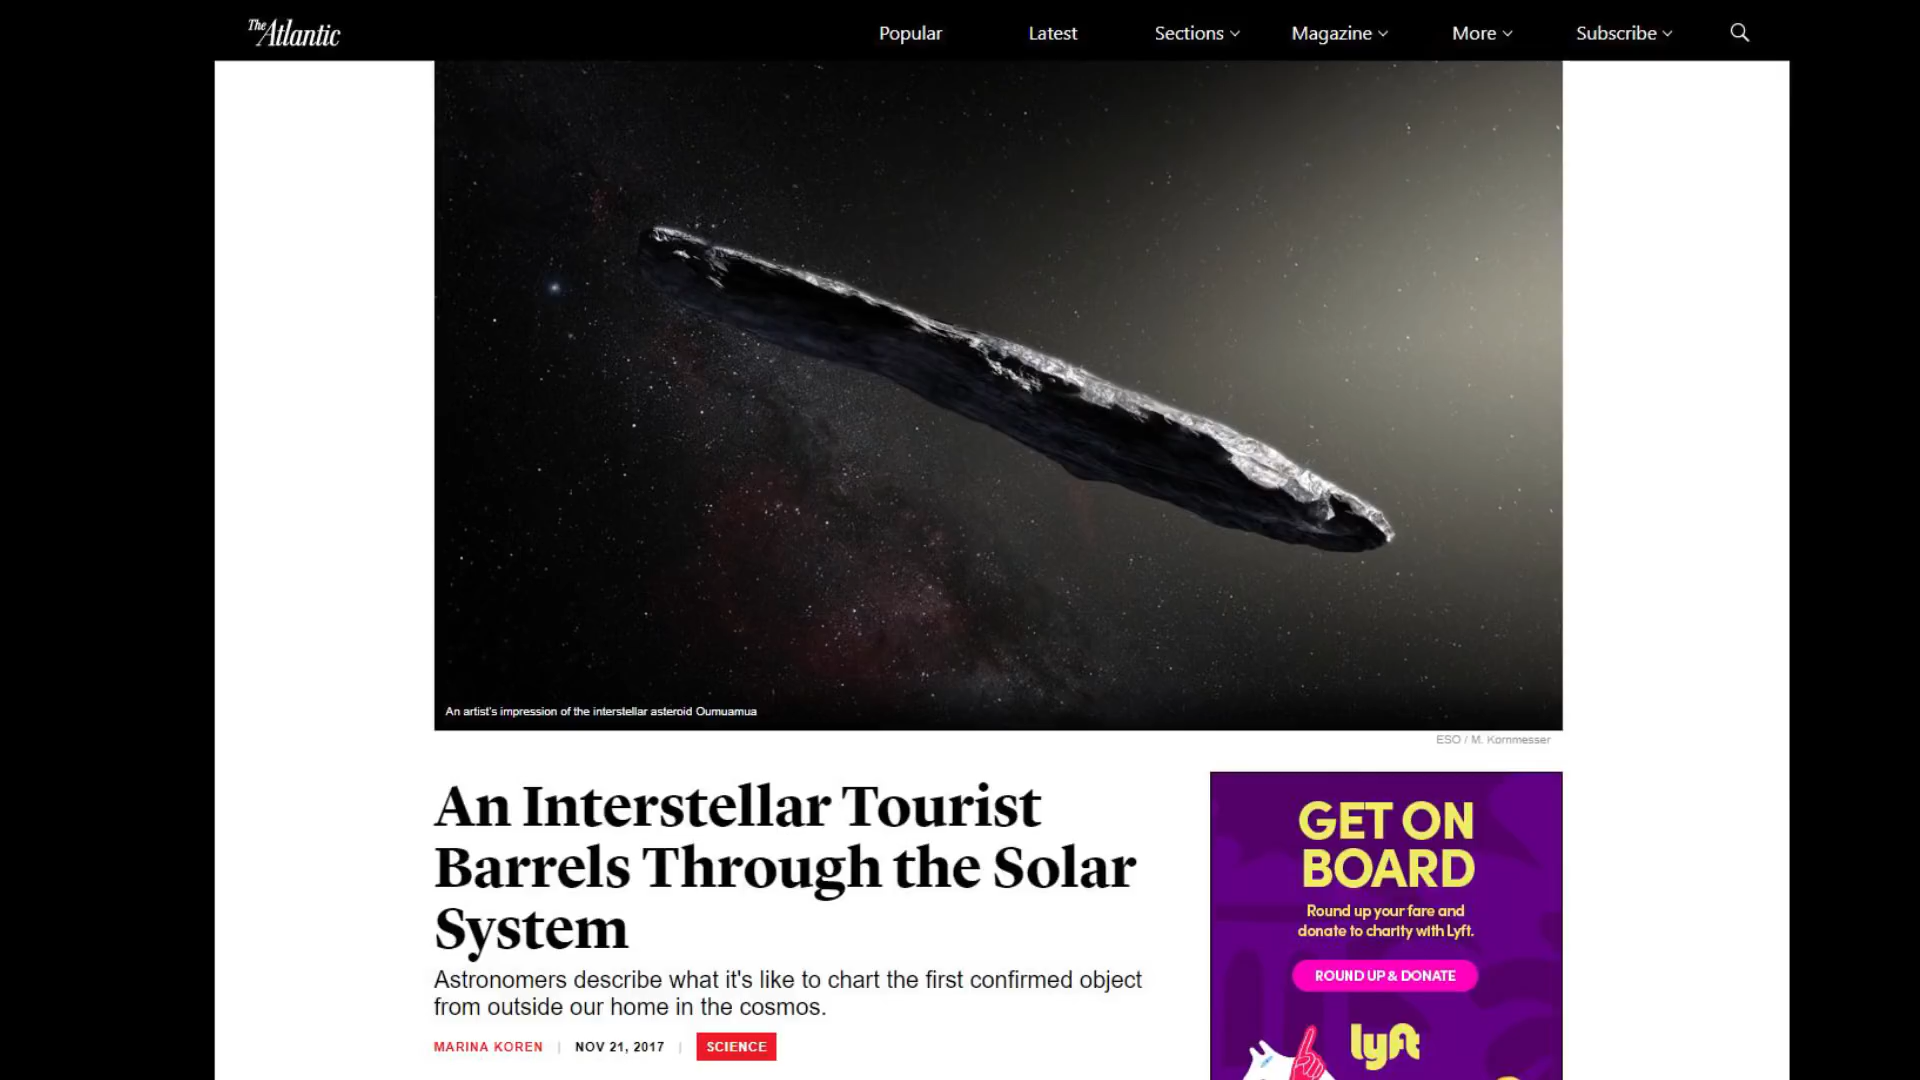 The Atlantic
Popular
Latest
Sections
Magazine
More
Subscribe
An artist's impression of the interstellar asteroid Oumuamua
ESO / M. Kornmesser
An Interstellar Tourist
Barrels Through the Solar
System
Astronomers describe what it's like to chart the first confirmed object
from outside our home in the cosmos.
MARINA KOREN | NOV 21, 2017 | SCIENCE
GET ON
BOARD
Round up your fare and
donate to charity with Lyft.
ROUND UP & DONATE
lyft